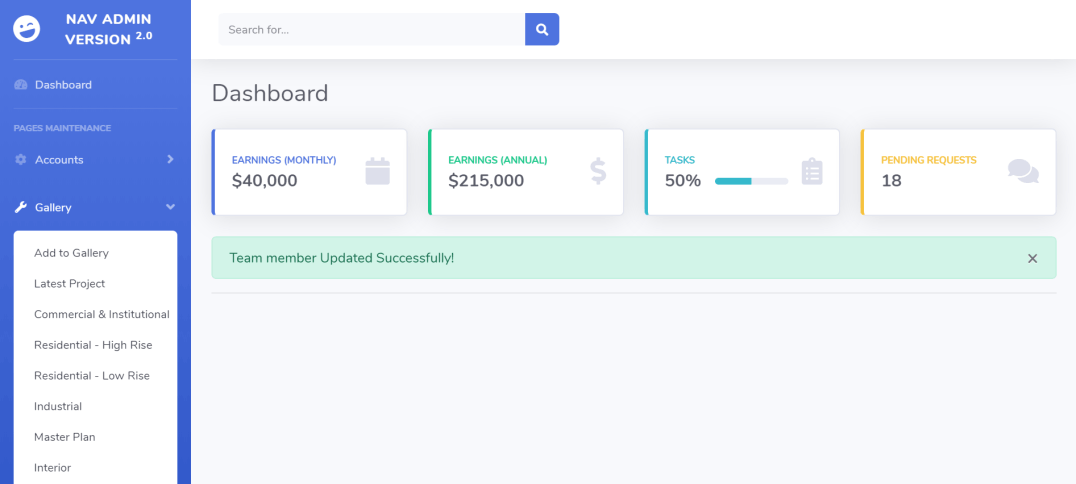 NAV ADMIN
VERSION 2.0
Search for...
Dashboard
PAGES MAINTENANCE
Accounts
Gallery
Add to Gallery
Latest Project
Commercial & Institutional
Residential - High Rise
Residential - Low Rise
Industrial
Master Plan
Interior
Dashboard
EARNINGS (MONTHLY)
$40,000
EARNINGS (ANNUAL)
$215,000
TASKS
50%
PENDING REQUESTS
18
Team member Updated Successfully!
×